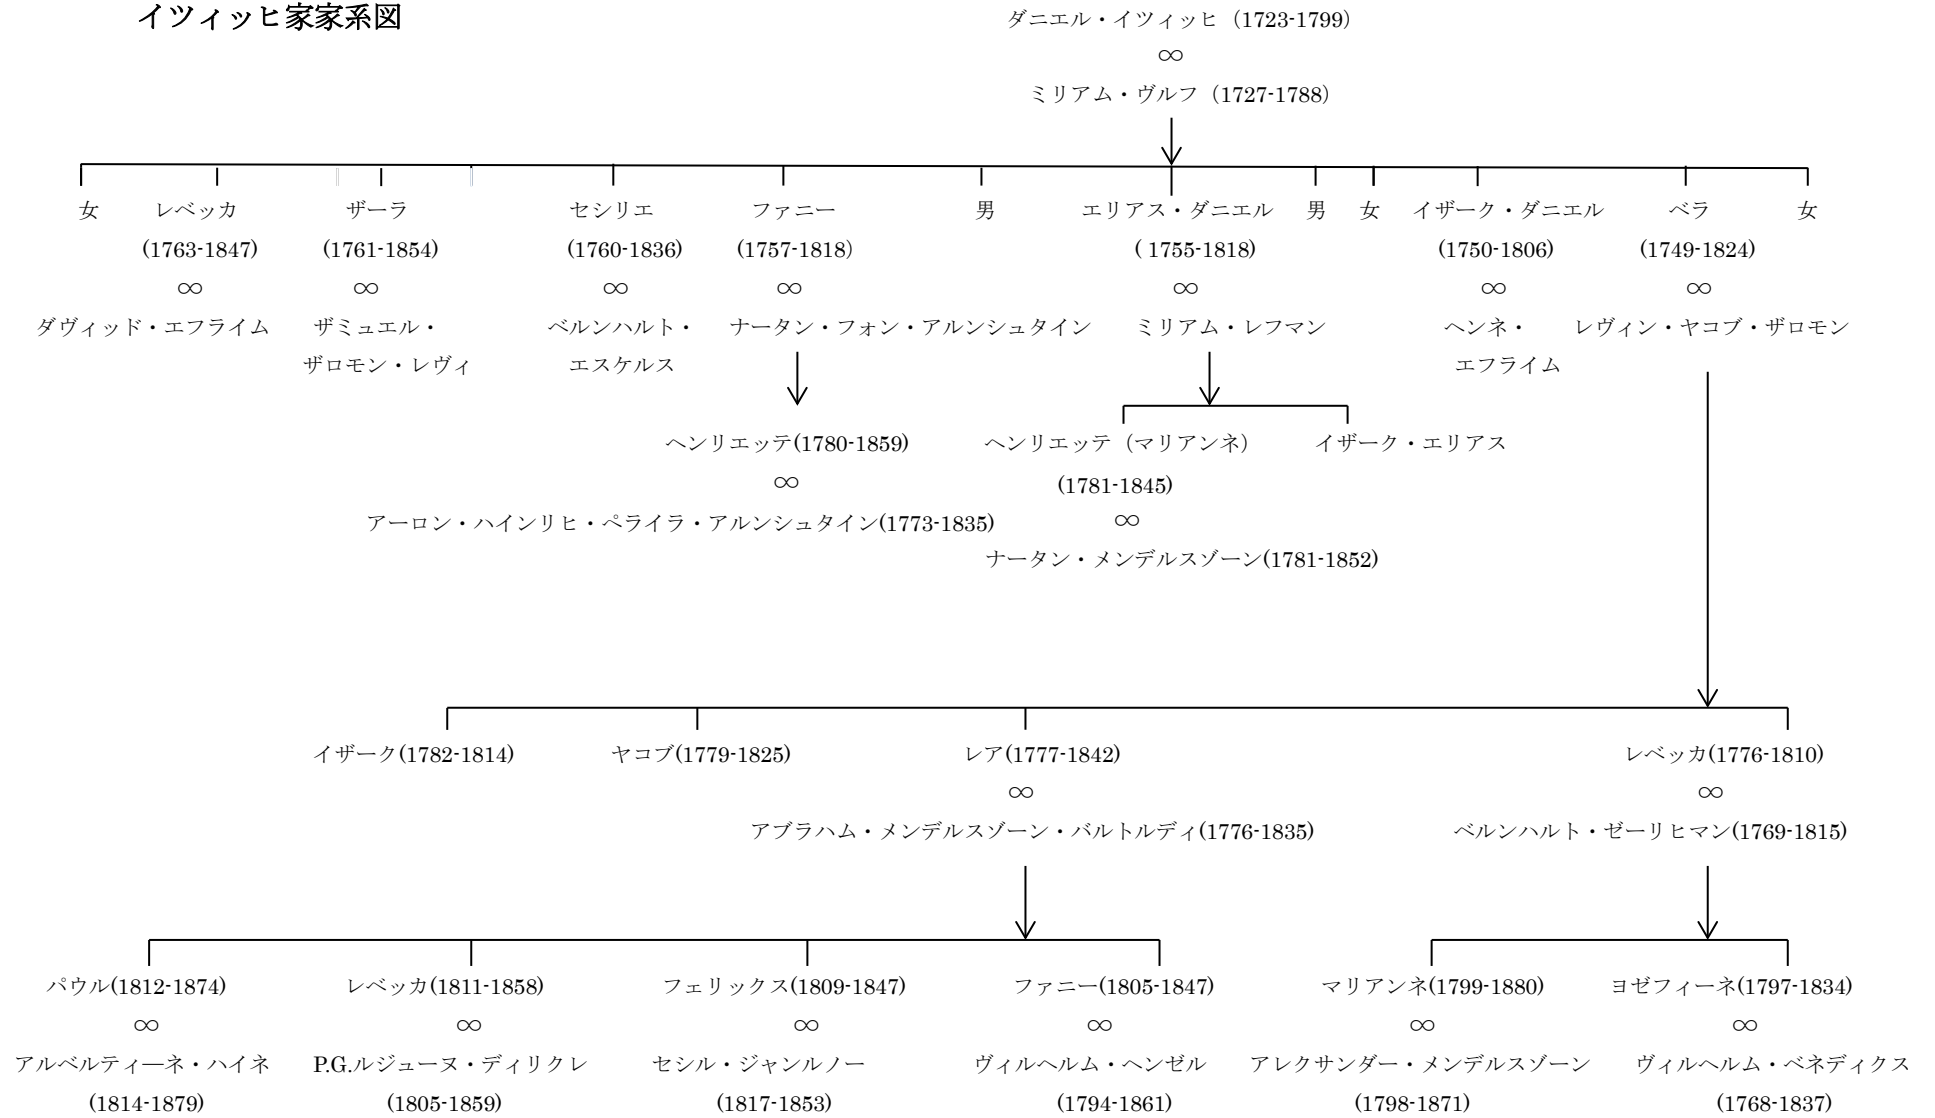 イツィッヒ家家系図
ダニエル・イツィッヒ（1723-1799）
∞
ミリアム・ヴルフ（1727-1788）
女 レベッカ ザーラ セシリエ ファニー 男 エリアス・ダニエル 男 女 イザーク・ダニエル ベラ 女
(1763-1847) (1761-1854) (1760-1836) (1757-1818） ( 1755-1818) (1750-1806) (1749-1824)
∞ ∞ ∞ ∞ ∞ ∞ ∞
ダヴィッド・エフライム ザミュエル・ ベルンハルト・ ナータン・フォン・アルンシュタイン ミリアム・レフマン ヘンネ・ レヴィン・ヤコブ・ザロモン
ザロモン・レヴィ エスケルス エフライム
ヘンリエッテ(1780-1859) ヘンリエッテ（マリアンネ） イザーク・エリアス
∞ (1781-1845)
アーロン・ハインリヒ・ペライラ・アルンシュタイン(1773-1835) ∞
ナータン・メンデルスゾーン(1781-1852)
イザーク(1782-1814) ヤコブ(1779-1825) レア(1777-1842) レベッカ(1776-1810)
∞ ∞
アブラハム・メンデルスゾーン・バルトルディ(1776-1835) ベルンハルト・ゼーリヒマン(1769-1815)
パウル(1812-1874) レベッカ(1811-1858) フェリックス(1809-1847) ファニー(1805-1847) マリアンネ(1799-1880) ヨゼフィーネ(1797-1834)
∞ ∞ ∞ ∞ ∞ ∞
アルベルティ―ネ・ハイネ P.G.ルジューヌ・ディリクレ セシル・ジャンルノー ヴィルヘルム・ヘンゼル アレクサンダー・メンデルスゾーン ヴィルヘルム・ベネディクス
(1814-1879) (1805-1859) (1817-1853) (1794-1861) (1798-1871) (1768-1837)